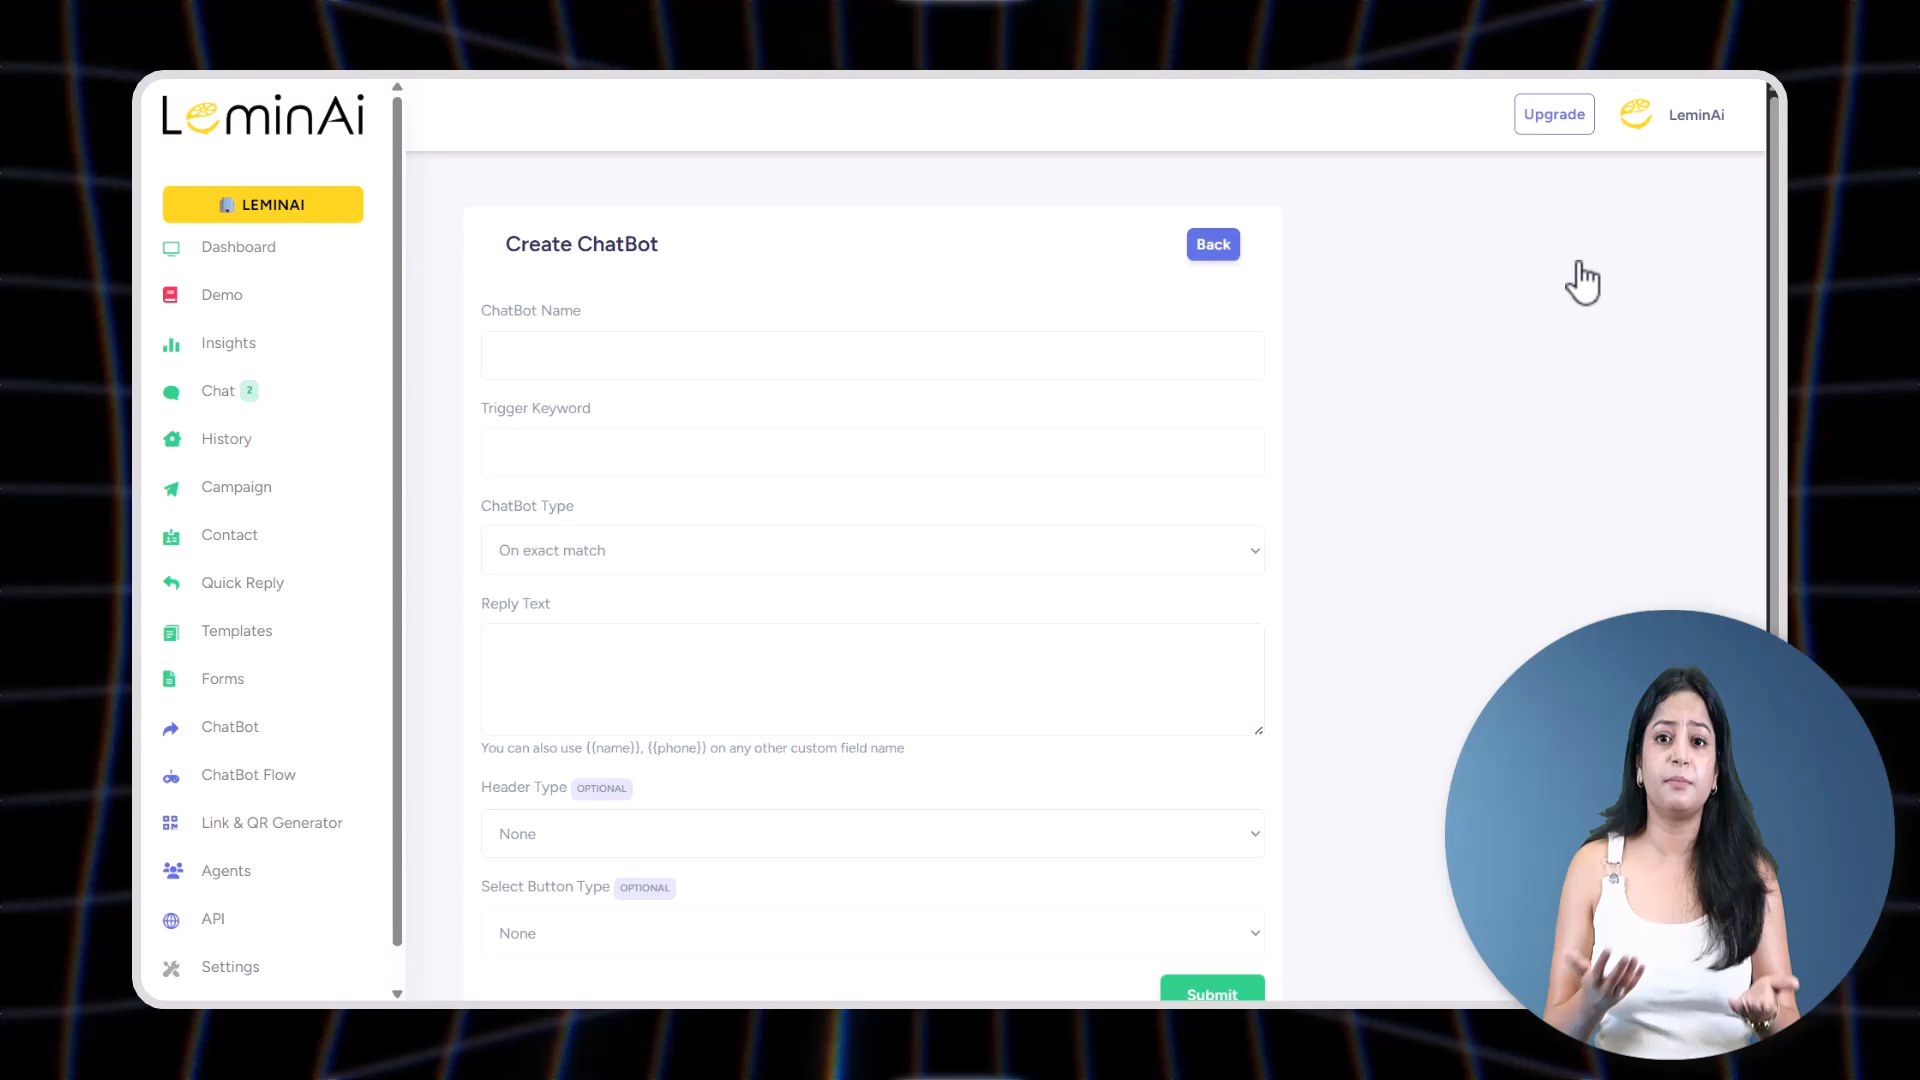 LeminAi
LEMINAI
Dashboard
Demo
Insights
Chat 2
History
Campaign
Contact
Quick Reply
Templates
Forms
ChatBot
ChatBot Flow
Link & QR Generator
Agents
API
Settings
Upgrade
LeminAi
Create ChatBot
Back
ChatBot Name
Trigger Keyword
ChatBot Type
On exact match
Reply Text
You can also use {{name}}, {{phone}} on any other custom field name
Header Type OPTIONAL
None
Select Button Type OPTIONAL
None
Submit